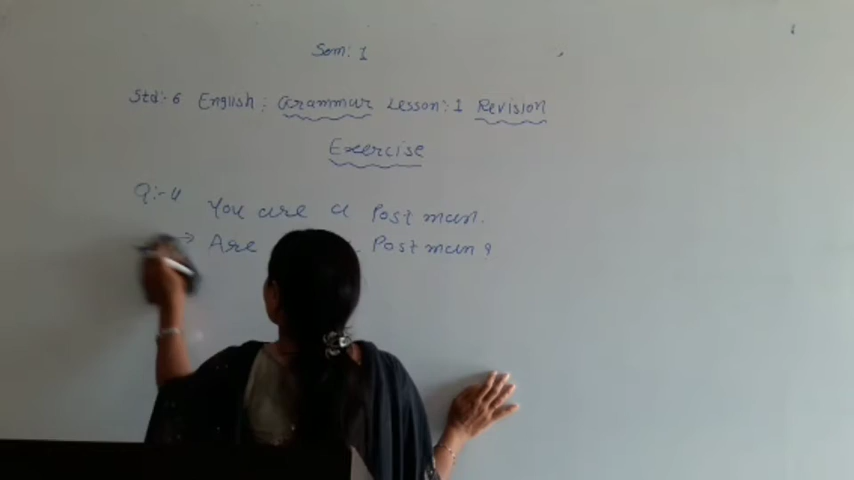 Sem: 1
Std:- 6 English : Grammar Lesson: 1 Revision
Exercise
Q:-4 You are a Postman.
→ Are Postman ?